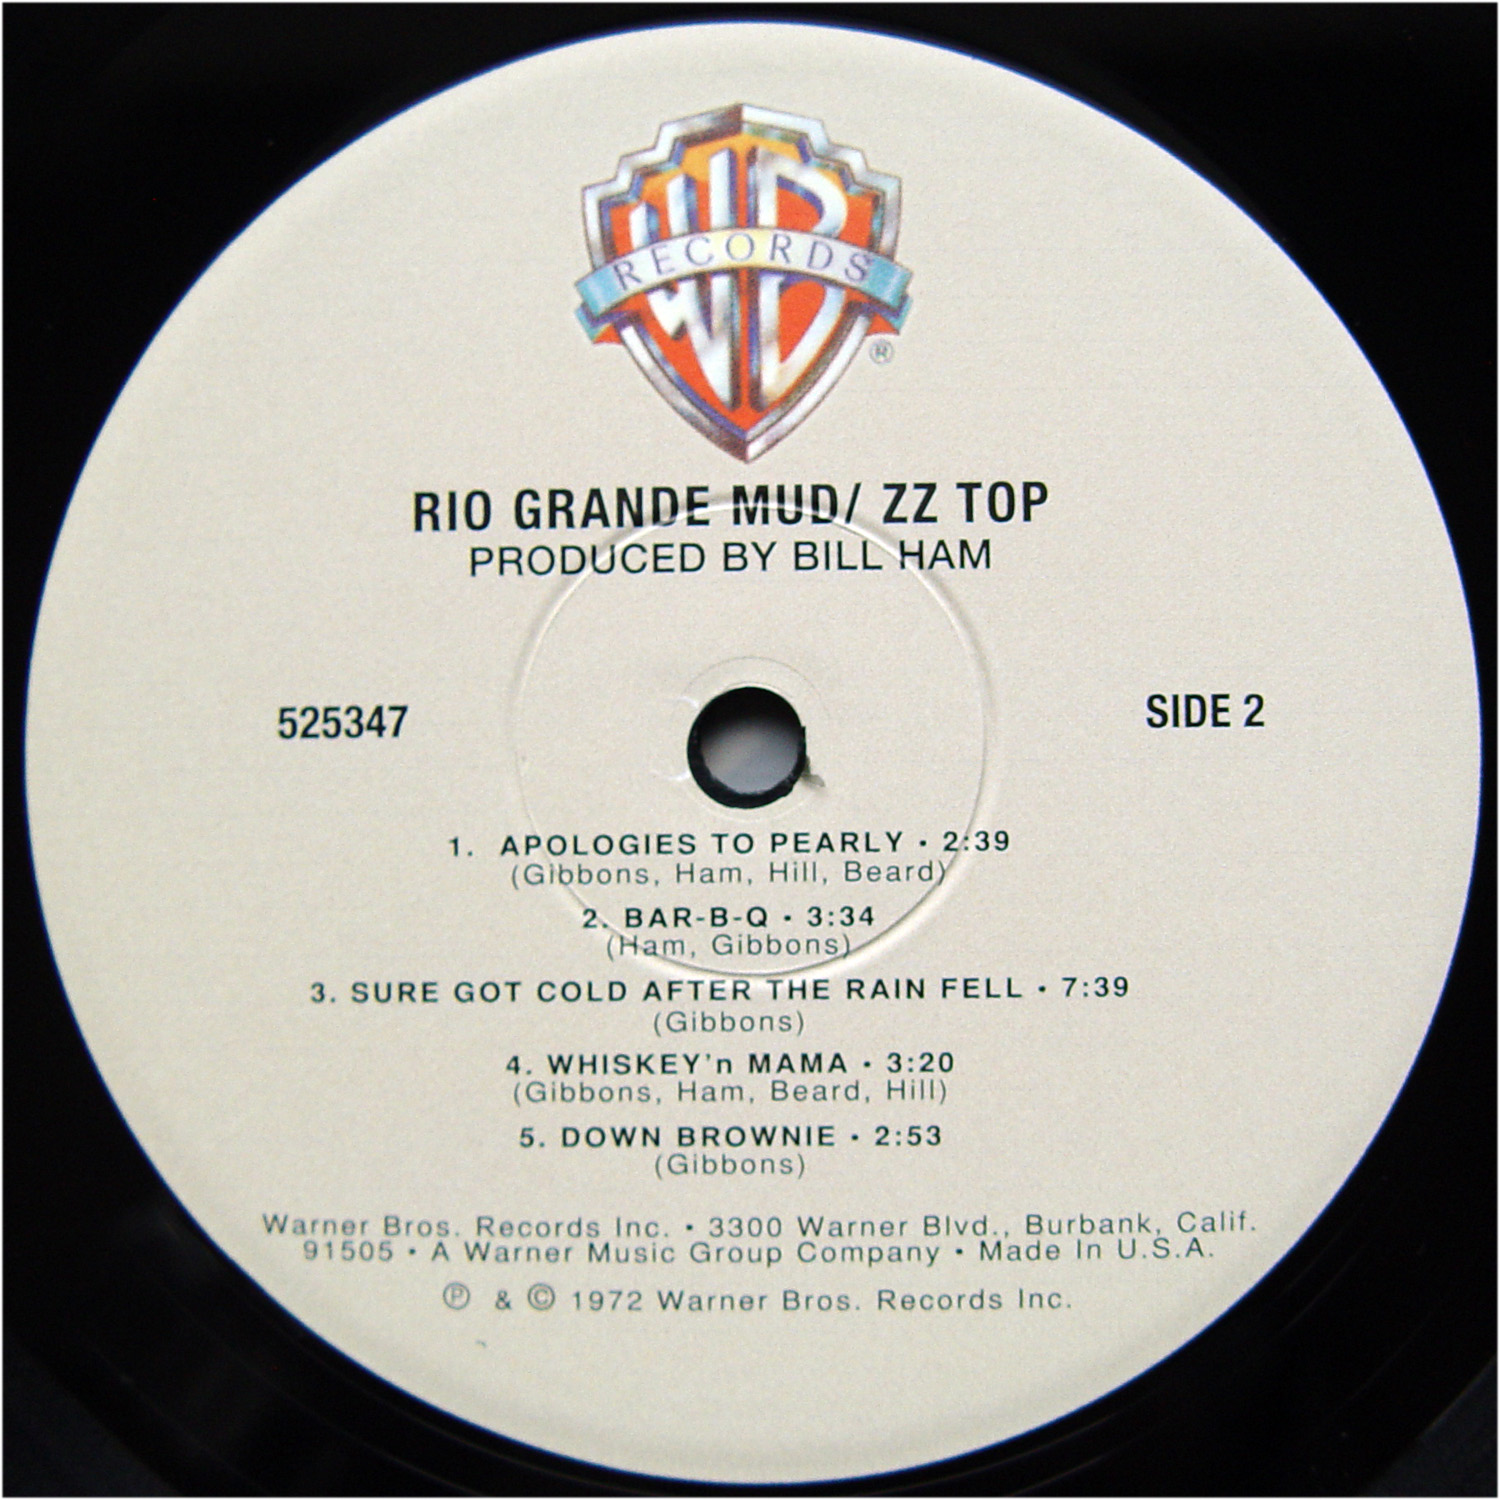 WB
RECORDS
®
RIO GRANDE MUD/ ZZ TOP
PRODUCED BY BILL HAM
525347
SIDE 2
1. APOLOGIES TO PEARLY · 2:39
(Gibbons, Ham, Hill, Beard)
2. BAR-B-Q · 3:34
(Ham, Gibbons)
3. SURE GOT COLD AFTER THE RAIN FELL · 7:39
(Gibbons)
4. WHISKEY'n MAMA · 3:20
(Gibbons, Ham, Beard, Hill)
5. DOWN BROWNIE · 2:53
(Gibbons)
Warner Bros. Records Inc. · 3300 Warner Blvd., Burbank, Calif.
91505 · A Warner Music Group Company · Made In U.S.A.
℗ & © 1972 Warner Bros. Records Inc.